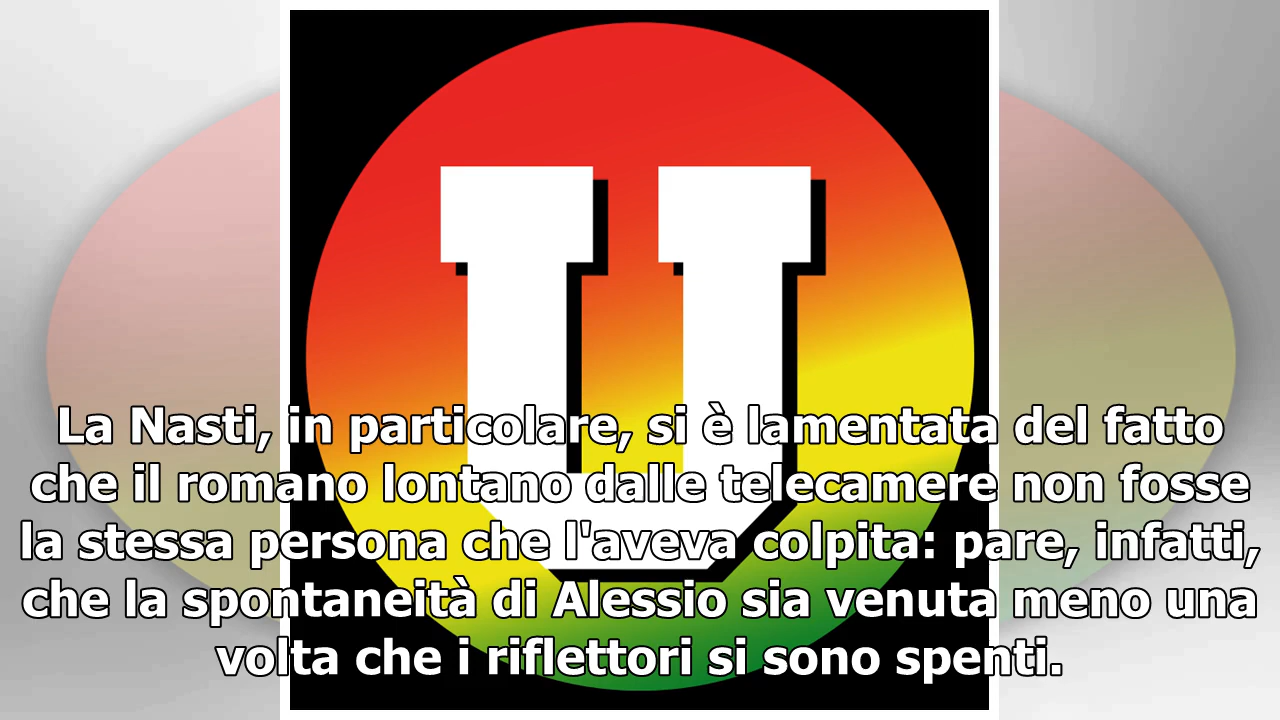 U
La Nasti, in particolare, si è lamentata del fatto
che il romano lontano dalle telecamere non fosse
la stessa persona che l'aveva colpita: pare, infatti,
che la spontaneità di Alessio sia venuta meno una
volta che i riflettori si sono spenti.